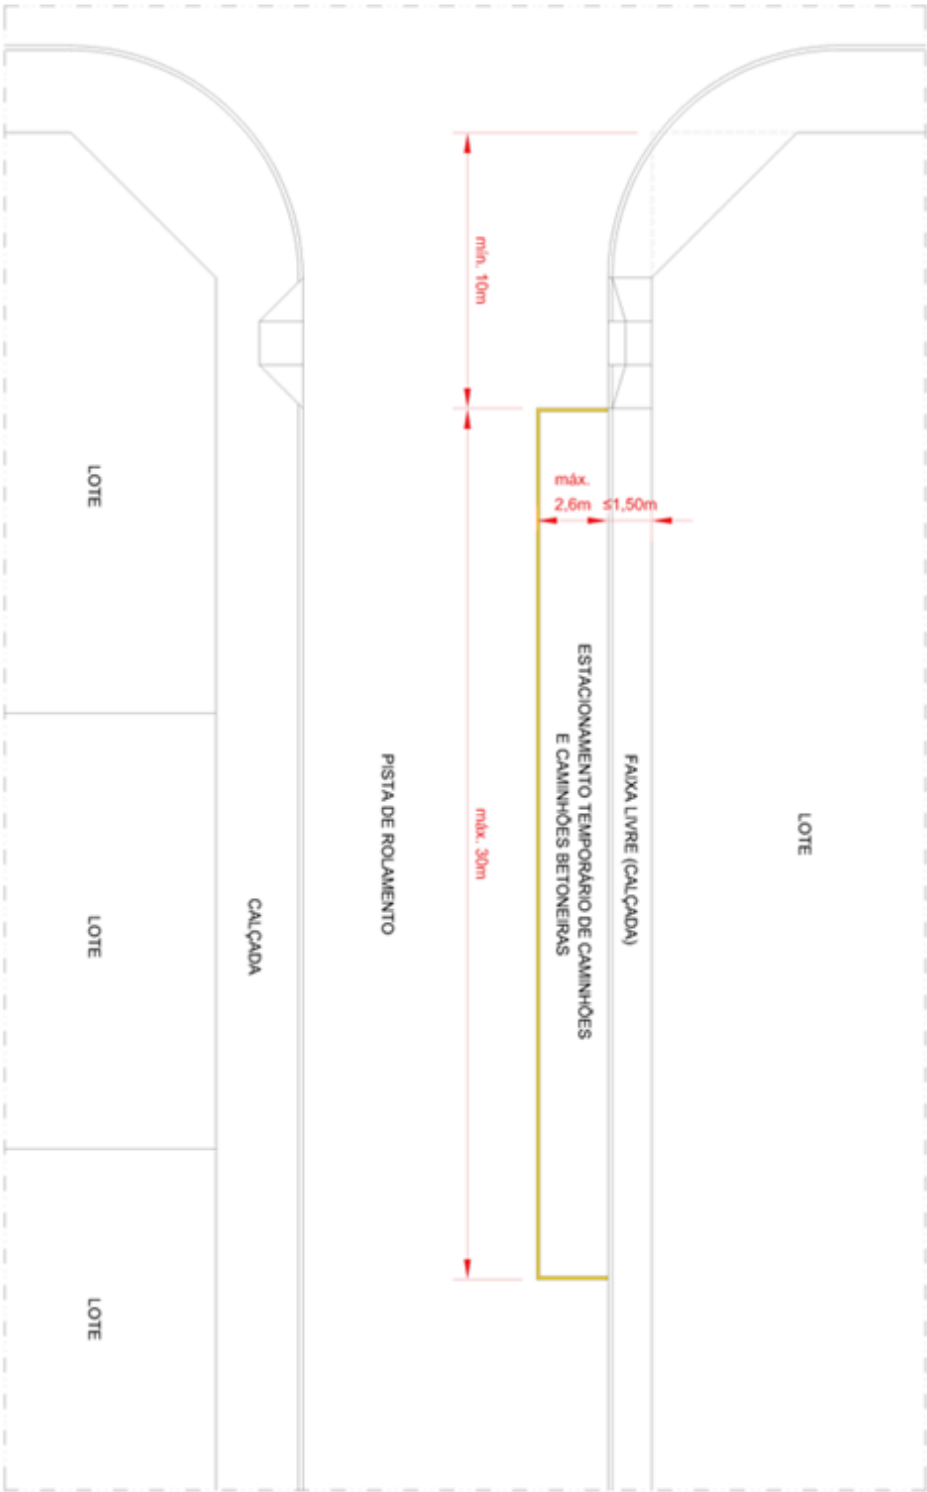 mín. 10m
máx.
2,6m
≤1,50m
LOTE
ESTACIONAMENTO TEMPORÁRIO DE CAMINHÕES
E CAMINHÕES BETONEIRAS
FAIXA LIVRE (CALÇADA)
LOTE
PISTA DE ROLAMENTO
máx. 30m
CALÇADA
LOTE
LOTE